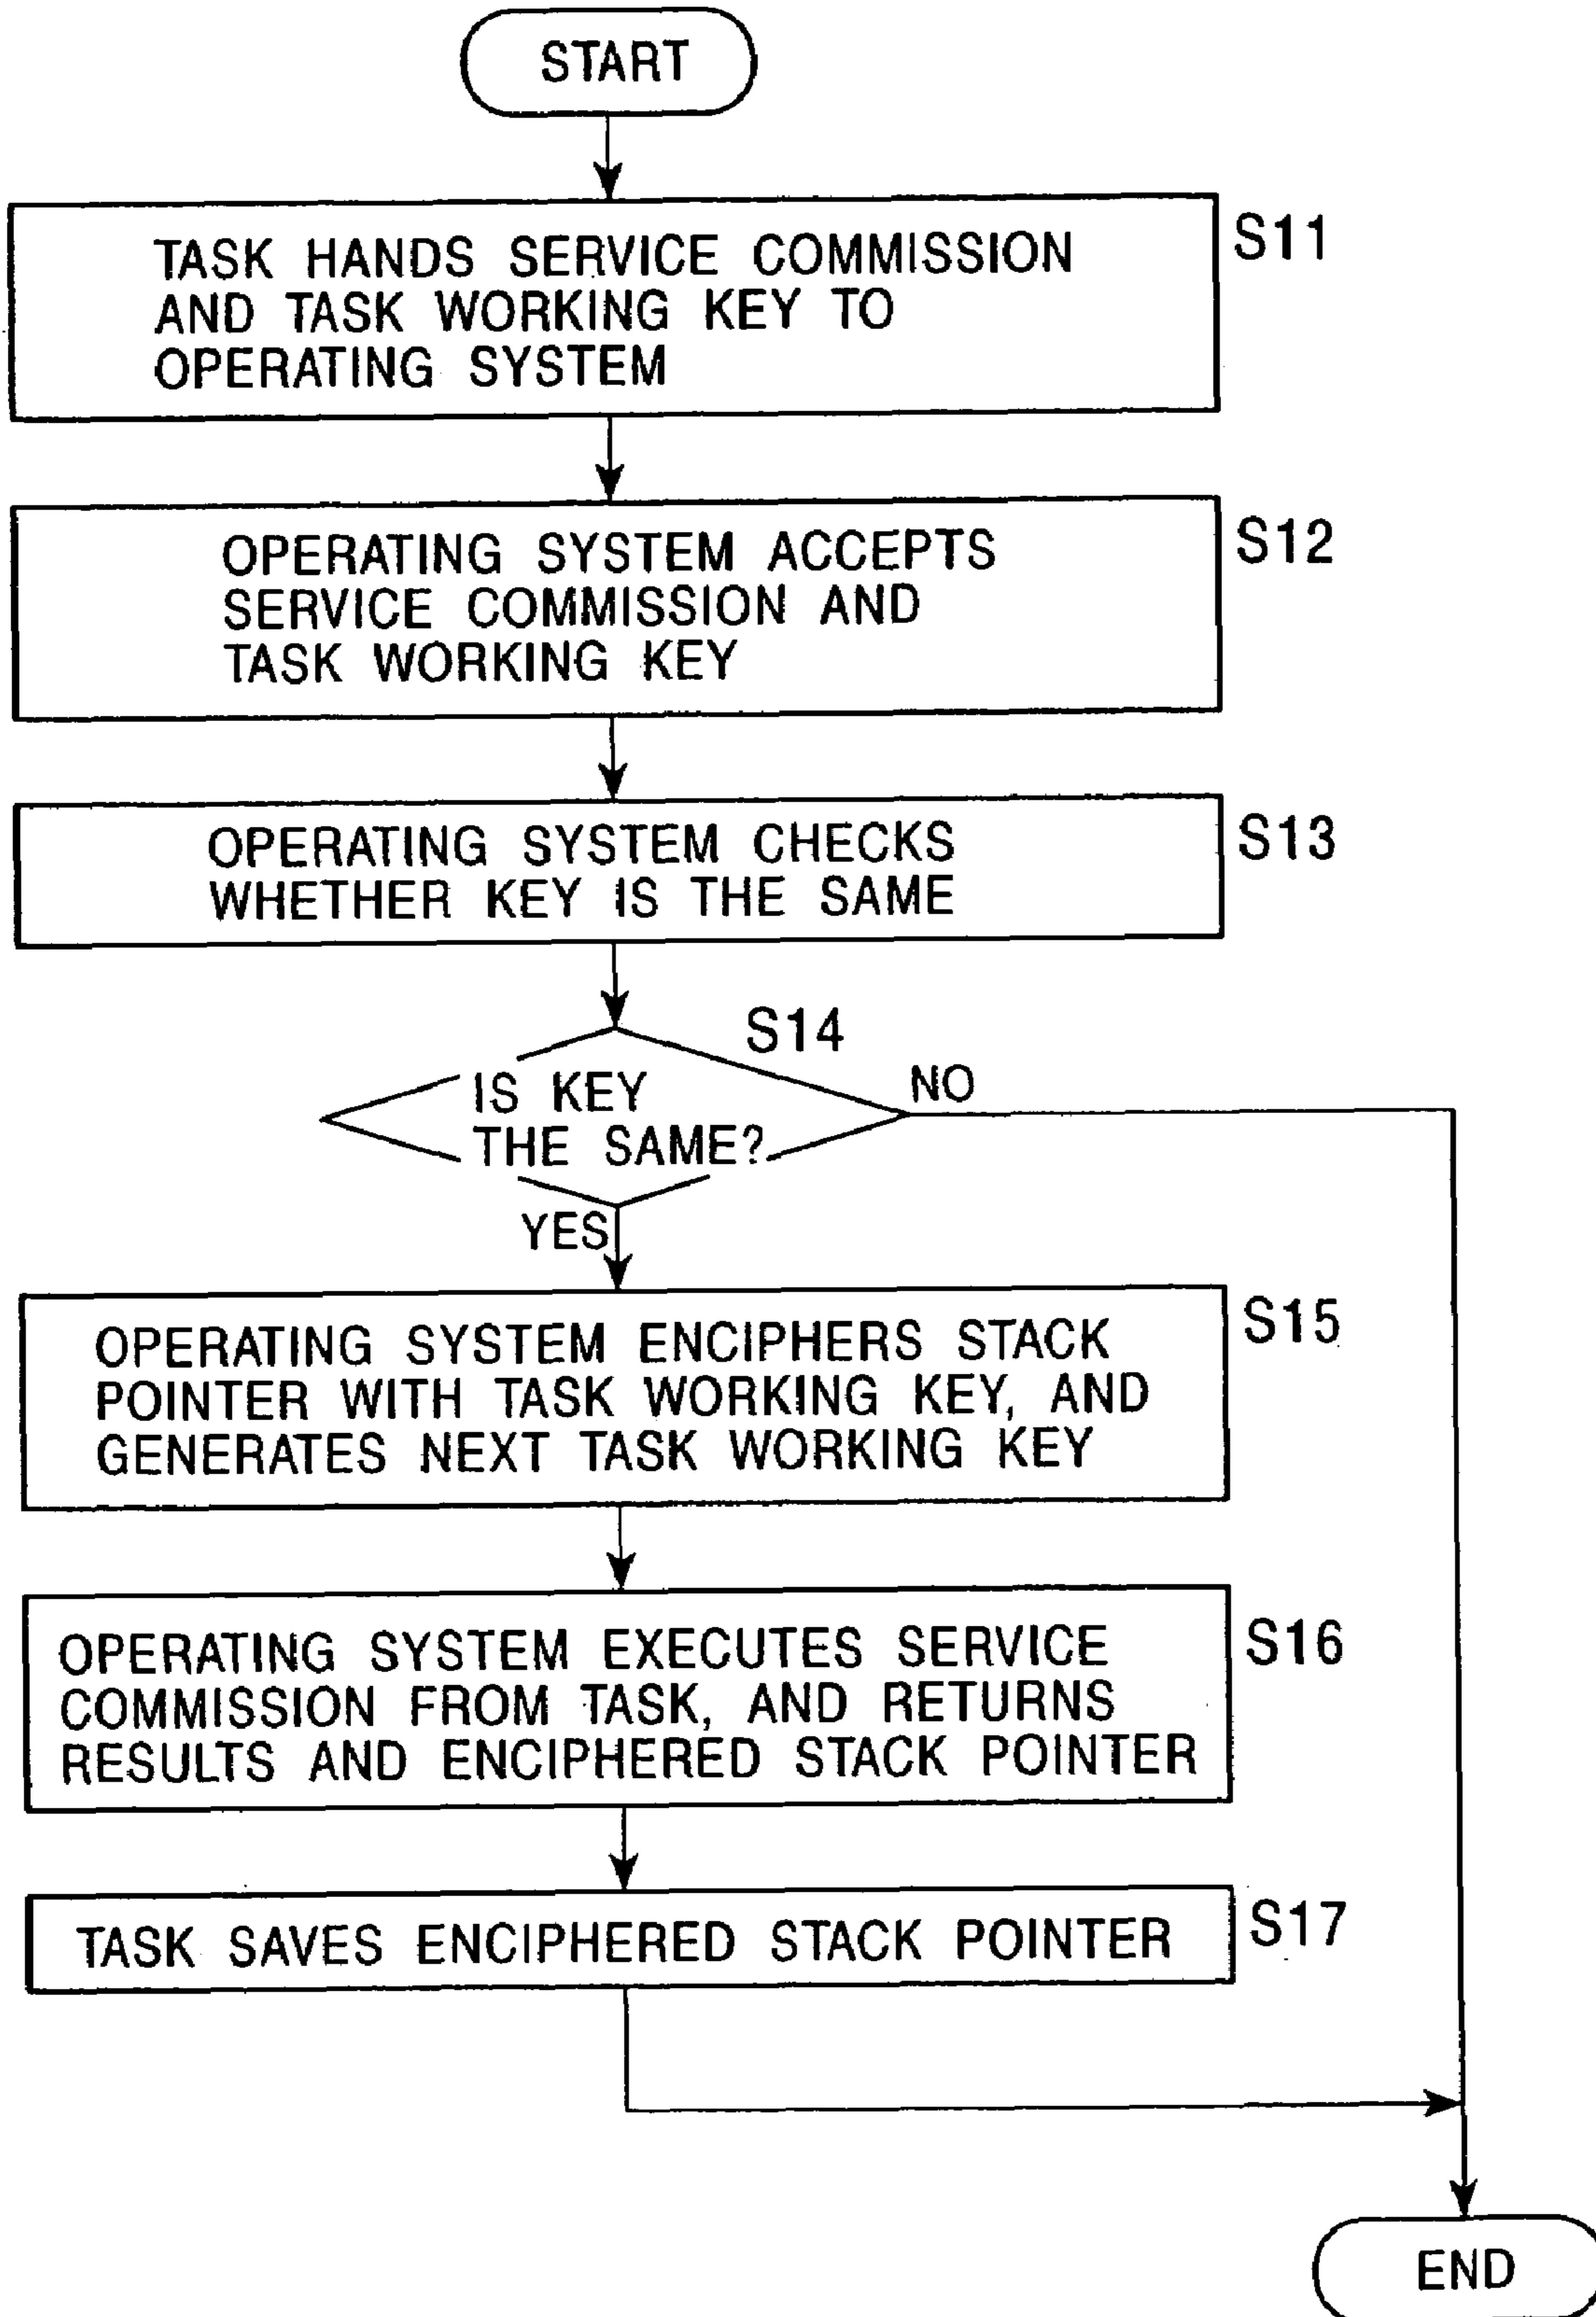 START
TASK HANDS SERVICE COMMISSION
AND TASK WORKING KEY TO
OPERATING SYSTEM
S11
OPERATING SYSTEM ACCEPTS
SERVICE COMMISSION AND
TASK WORKING KEY
S12
OPERATING SYSTEM CHECKS
WHETHER KEY IS THE SAME
S13
S14
IS KEY
THE SAME?
NO
YES
OPERATING SYSTEM ENCIPHERS STACK
POINTER WITH TASK WORKING KEY, AND
GENERATES NEXT TASK WORKING KEY
S15
OPERATING SYSTEM EXECUTES SERVICE
COMMISSION FROM TASK, AND RETURNS
RESULTS AND ENCIPHERED STACK POINTER
S16
TASK SAVES ENCIPHERED STACK POINTER
S17
END